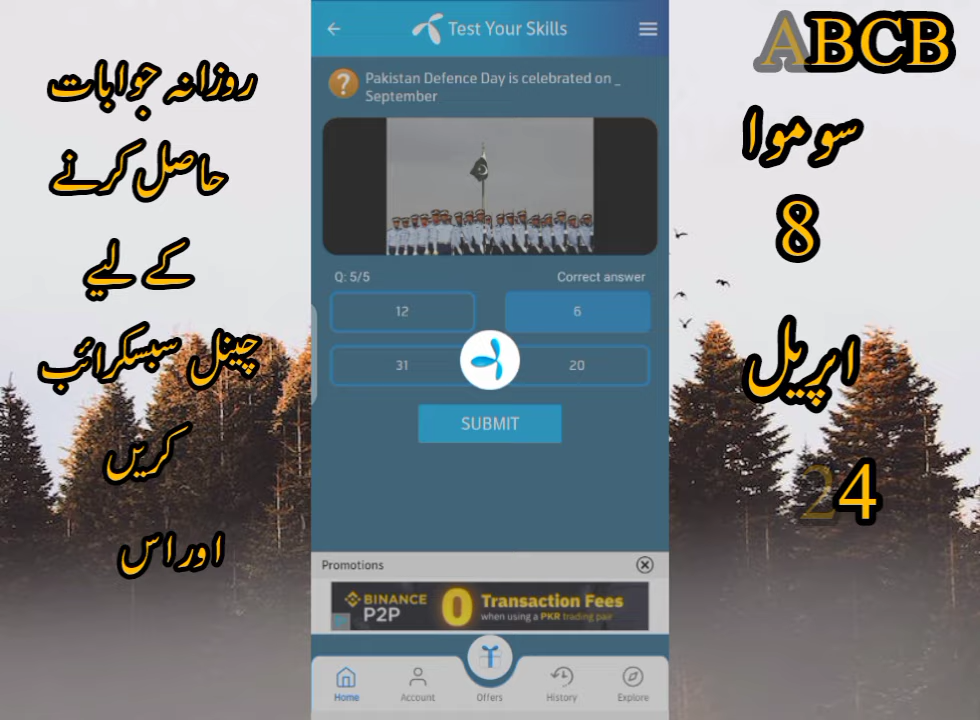 روزانہ جوابات
حاصل کرنے
کے لیے
چینل سبسکرائب
کریں
اور اس
Test Your Skills
Pakistan Defence Day is celebrated on _
September
Q: 5/5 Correct answer
12 6
31 20
SUBMIT
Promotions
BINANCE
P2P
0
Transaction Fees
when using a PKR trading pair
Home Account Offers History Explore
ABCB
سوموا
8
اپریل
24